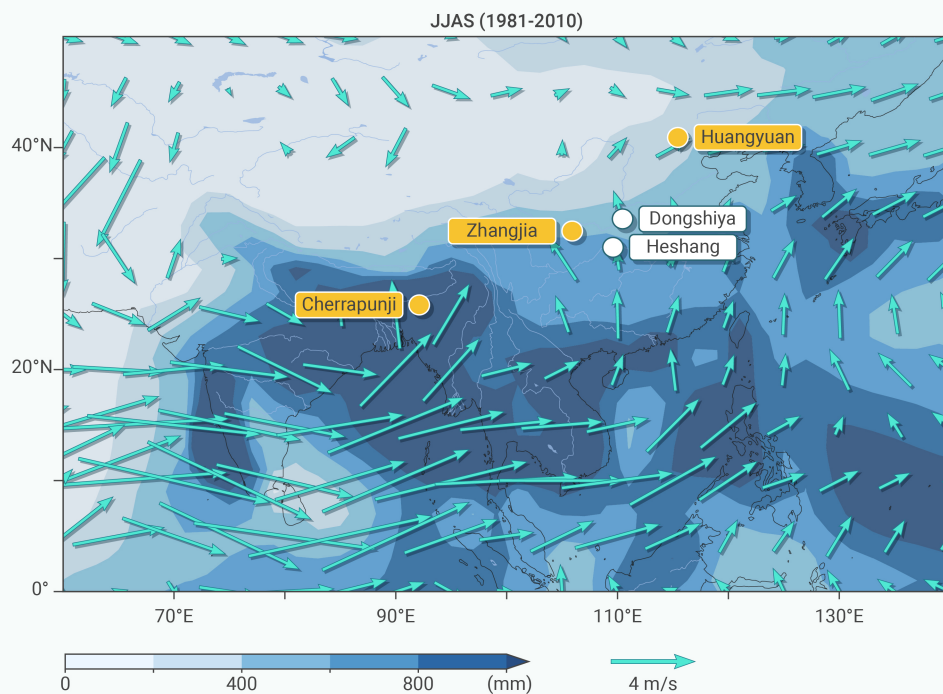 JJAS (1981-2010)
40°N
Huangyuan
Dongshiya
Zhangjia
Heshang
Cherrapunji
20°N
0°
70°E
90°E
110°E
130°E
0
400
800
(mm)
4 m/s